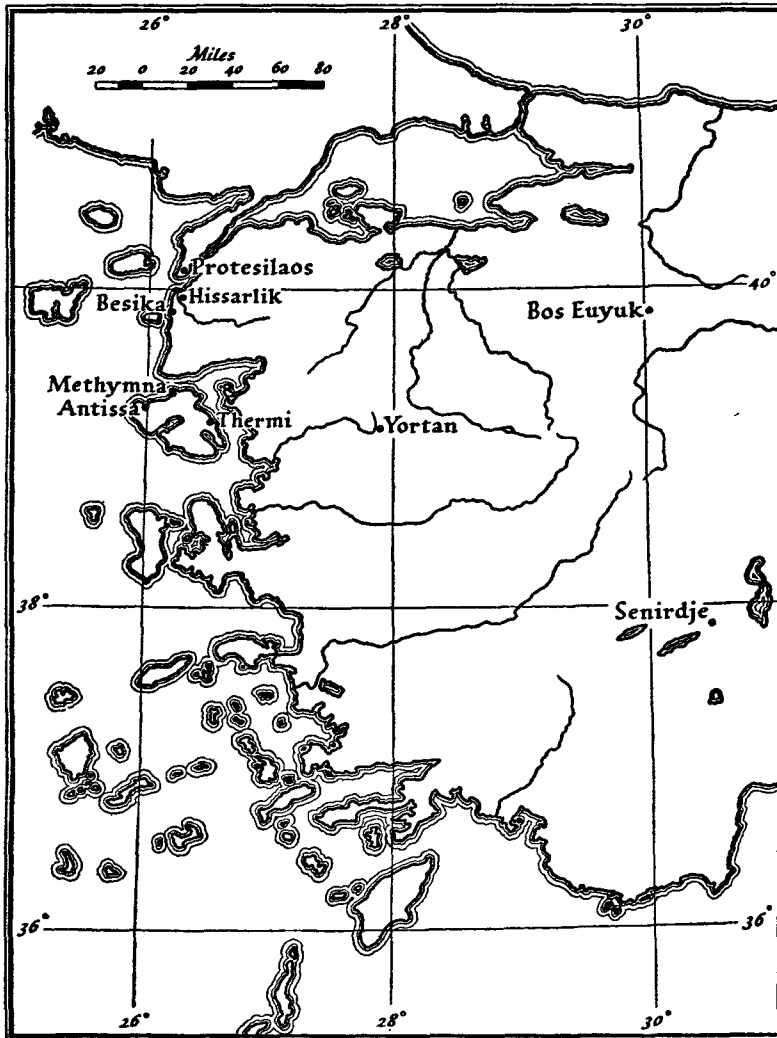 26° 28° 30°
Miles
20 0 20 40 60 80
Protesilaos
40°
Besika Hissarlik
Bos Euyuk
Methymna
Antissa
Thermi
Yortan
38°
Senirdje
36° 36°
26° 28° 30°